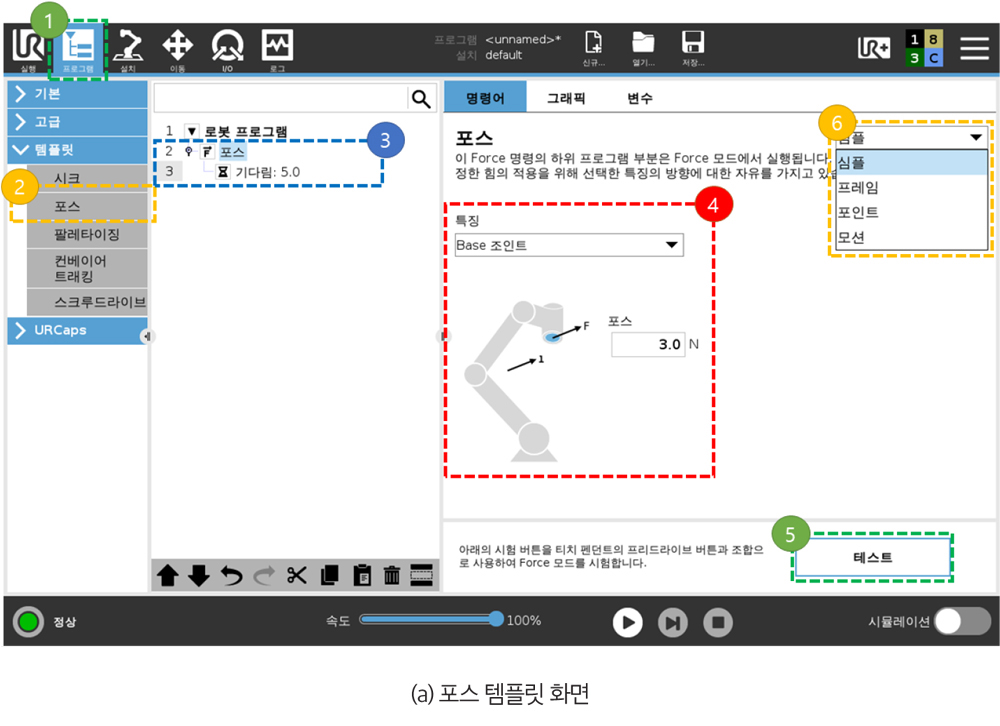 1
UR
실행
프로그램
설치
이동
I/O
로그
프로그램 <unnamed>*
설치 default
신규...
열기...
저장...
UR+
1 8
3 C
기본
고급
템플릿
2
시크
포스
팔레타이징
컨베이어
트래킹
스크루드라이브
URCaps
1 ▼ 로봇 프로그램
3
2 F 포스
3 기다림: 5.0
명령어 그래픽 변수
포스
이 Force 명령의 하위 프로그램 부분은 Force 모드에서 실행됩니다.
정한 힘의 적용을 위해 선택한 특징의 방향에 대한 자유를 가지고 있
6
심플
심플
프레임
포인트
모션
4
특징
Base 조인트
F
1
포스
3.0 N
5
아래의 시험 버튼을 티치 펜던트의 프리드라이브 버튼과 조합으
로 사용하여 Force 모드를 시험합니다.
테스트
정상
속도 100%
시뮬레이션
(a) 포스 템플릿 화면